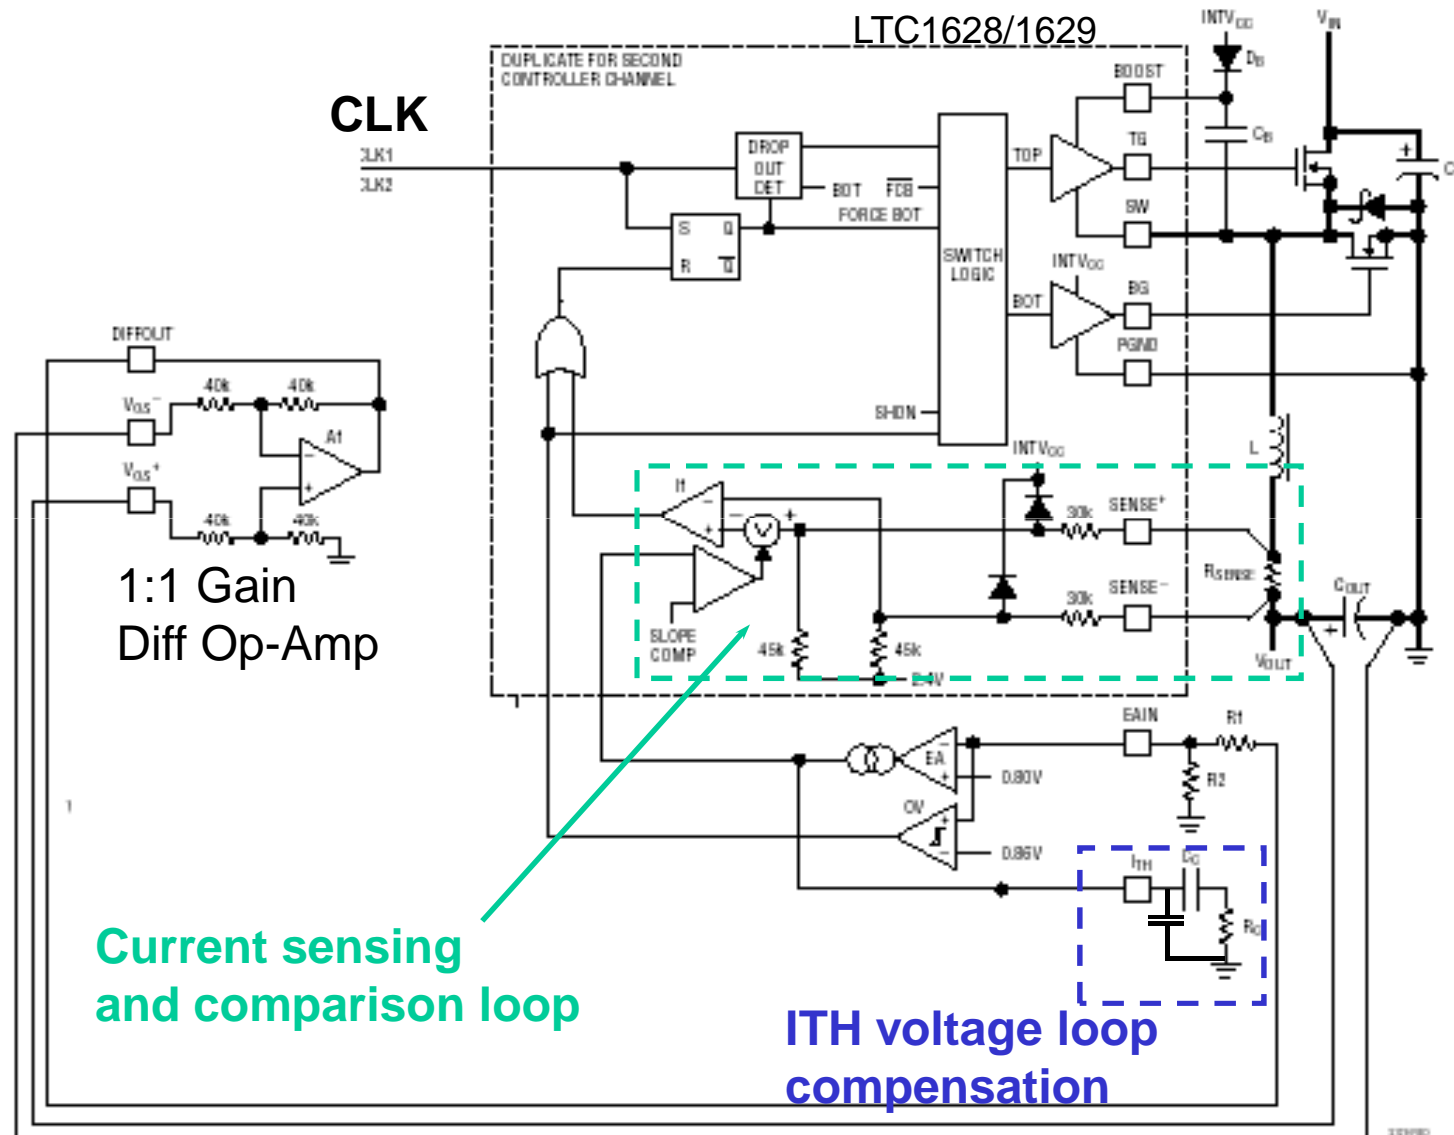 LTC1628/1629
INTVCC
VIN
DUPLICATE FOR SECOND
CONTROLLER CHANNEL
BOOST
DB
CLK
CB
TG
DROP
OUT
DET
TOP
CLK2
BOT
FCB
FORCE BOT
SW
S Q
R Q
SWITCH
LOGIC
INTVCC
BOT
BG
PGND
DIFFOUT
40k
40k
SHDN
VOS−
A1
−
+
INTVCC
L
VOS+
I1
−
+
− V +
30k
SENSE+
40k
40k
RSENSE
COUT
+
1:1 Gain
Diff Op-Amp
30k
SENSE−
SLOPE
COMP
45k
45k
2.4V
VOUT
EAIN
R1
EA
−
+
0.80V
R2
OV
+
−
0.86V
ITH
CC
RC
Current sensing
and comparison loop
ITH voltage loop
compensation